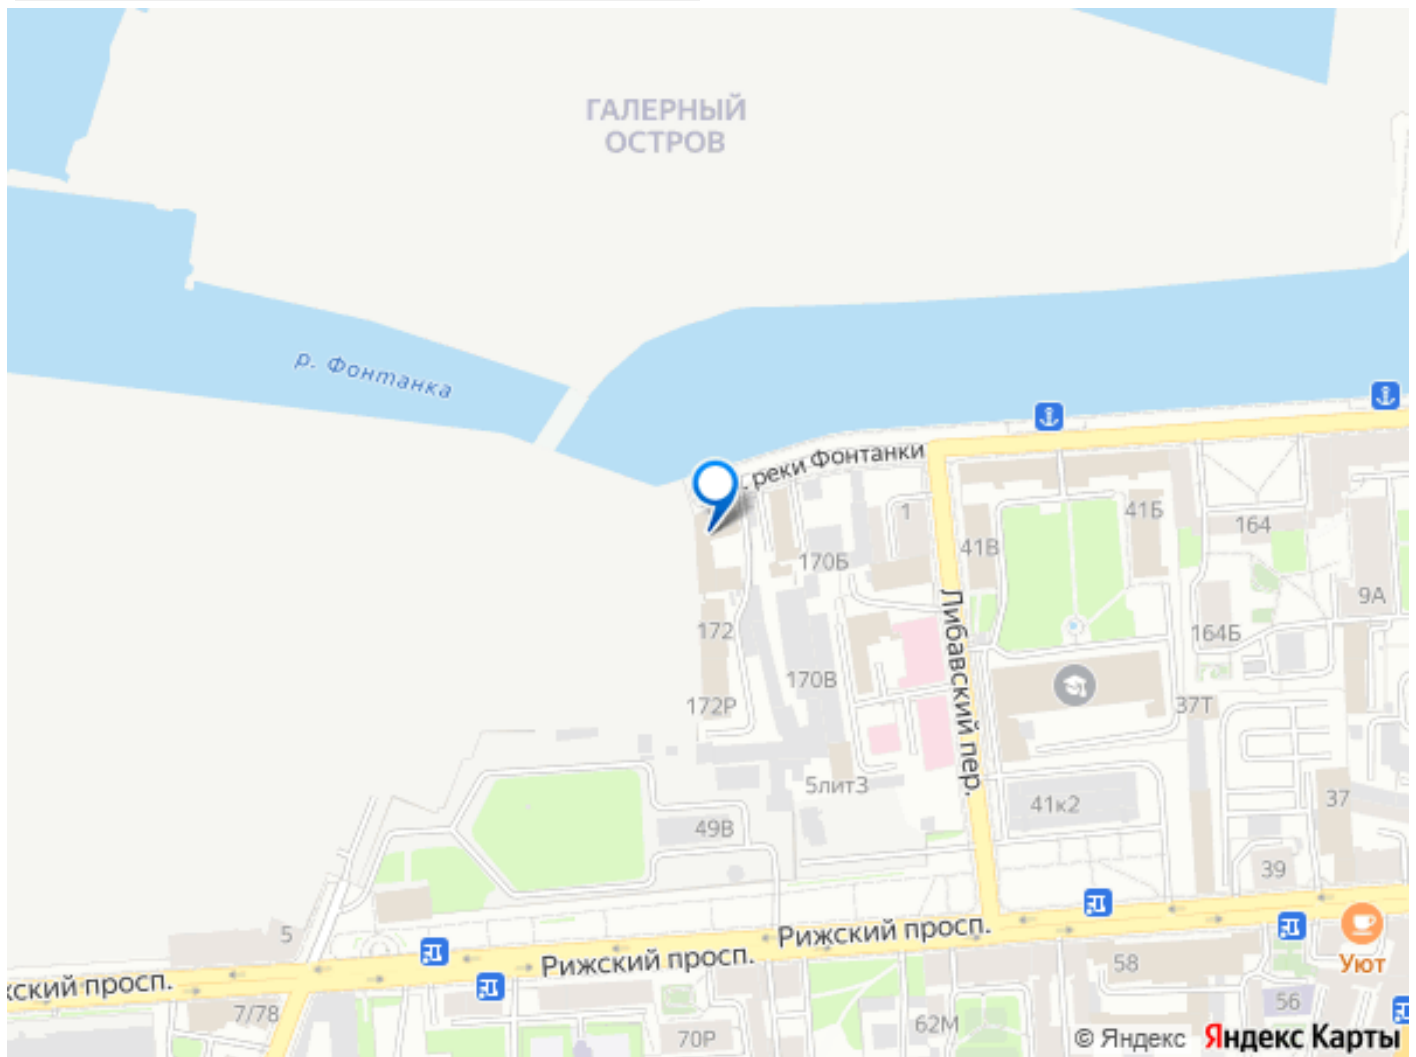 ГАЛЕРНЫЙ
ОСТРОВ
р. Фонтанка
реки Фонтанки
1
41Б
164
41В
170Б
9А
172
164Б
170В
172Р
37Т
Либавский пер.
5лит3
41к2
37
49В
39
5
Рижский просп.
Рижский просп.
ский просп.
58
Уют
7/78
56
62М
70Р
© Яндекс Яндекс Карты